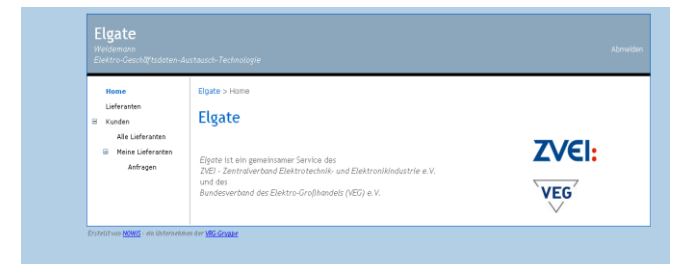 Elgate
Weidemann
Elektro-Geschäftsdaten-Austausch-Technologie
Abmelden
Home
Lieferanten
Kunden
Alle Lieferanten
Meine Lieferanten
Anfragen
Elgate > Home
Elgate
Elgate ist ein gemeinsamer Service des
ZVEI - Zentralverband Elektrotechnik- und Elektronikindustrie e.V.
und des
Bundesverband des Elektro-Großhandels (VEG) e.V.
ZVEI:
VEG
Erstellt von NOWIS - ein Unternehmen der VRG-Gruppe